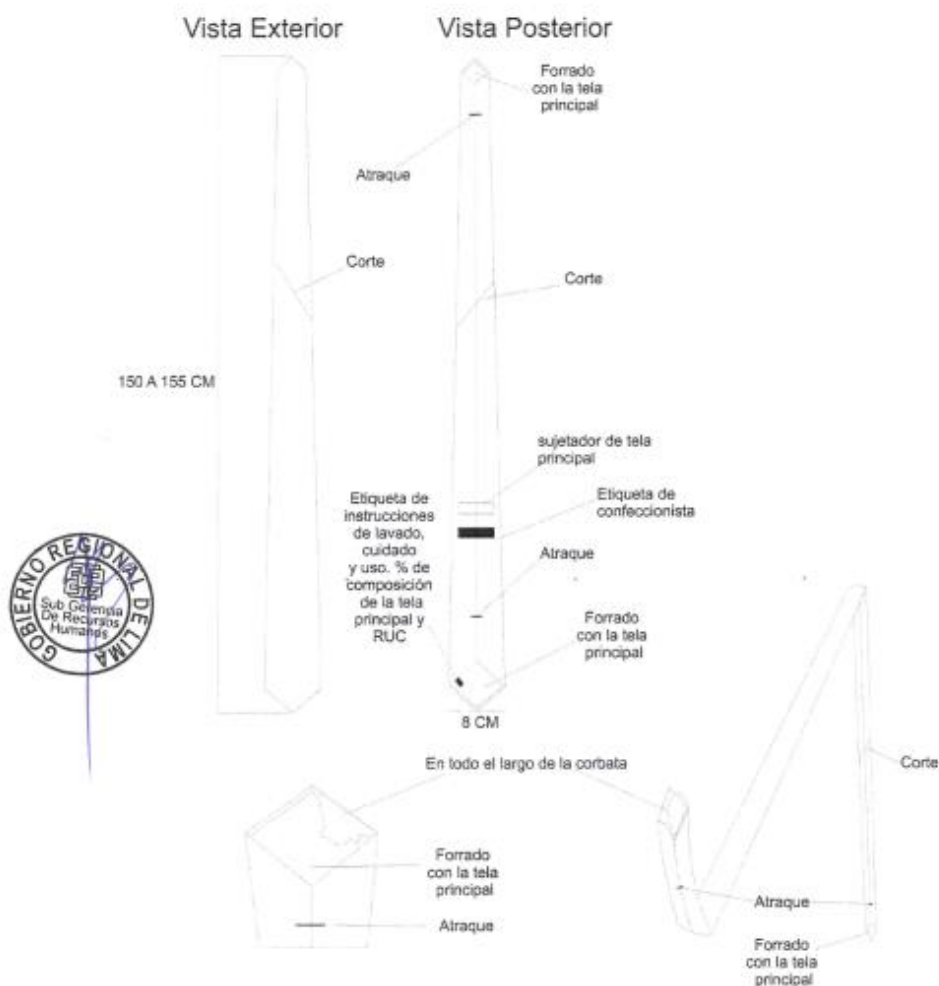 Vista Exterior
Vista Posterior
Forrado
con la tela
principal
Atraque
Corte
Corte
150 A 155 CM
sujetador de tela
principal
Etiqueta de
instrucciones
de lavado,
cuidado
y uso. % de
composición
de la tela
principal y
RUC
Etiqueta de
confeccionista
Atraque
Forrado
con la tela
principal
GOBIERNO REGIONAL DE LIMA
Sub Gerencia
De Recursos
Humanos
8 CM
En todo el largo de la corbata
Corte
Forrado
con la tela
principal
Atraque
Atraque
Forrado
con la tela
principal